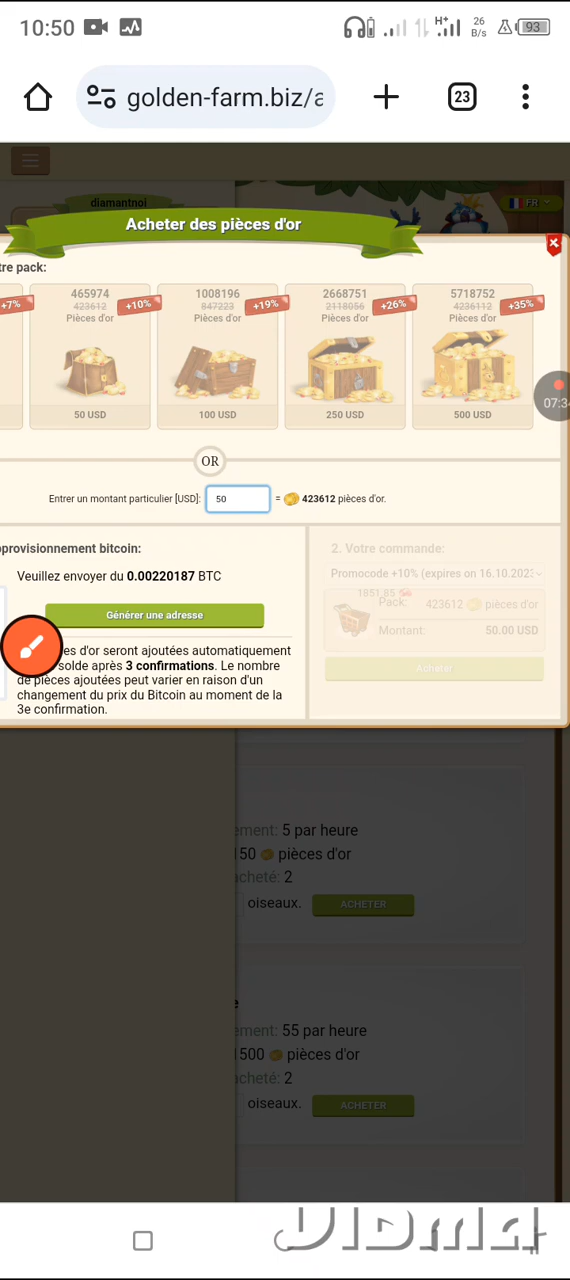 10:50
H+
26
B/s
93
golden-farm.biz/a
23
diamantnoi
FR
Acheter des pièces d'or
tre pack:
+7%
465974
423612
Pièces d'or
+10%
50 USD
1008196
847223
Pièces d'or
+19%
100 USD
2668751
2118056
Pièces d'or
+26%
250 USD
5718752
4236112
Pièces d'or
+35%
500 USD
07:3
OR
Entrer un montant particulier [USD]: 50 = 423612 pièces d'or.
pprovisionnement bitcoin:
Veuillez envoyer du 0.00220187 BTC
Générer une adresse
es d'or seront ajoutées automatiquement
solde après 3 confirmations. Le nombre
de pièces ajoutées peut varier en raison d'un
changement du prix du Bitcoin au moment de la
3e confirmation.
2. Votre commande:
Promocode +10% (expires on 16.10.2023
1851,85
Pack: 423612 pièces d'or
Montant: 50.00 USD
Acheter
ement: 5 par heure
150 pièces d'or
acheté: 2
oiseaux. ACHETER
e
ement: 55 par heure
1500 pièces d'or
acheté: 2
oiseaux. ACHETER